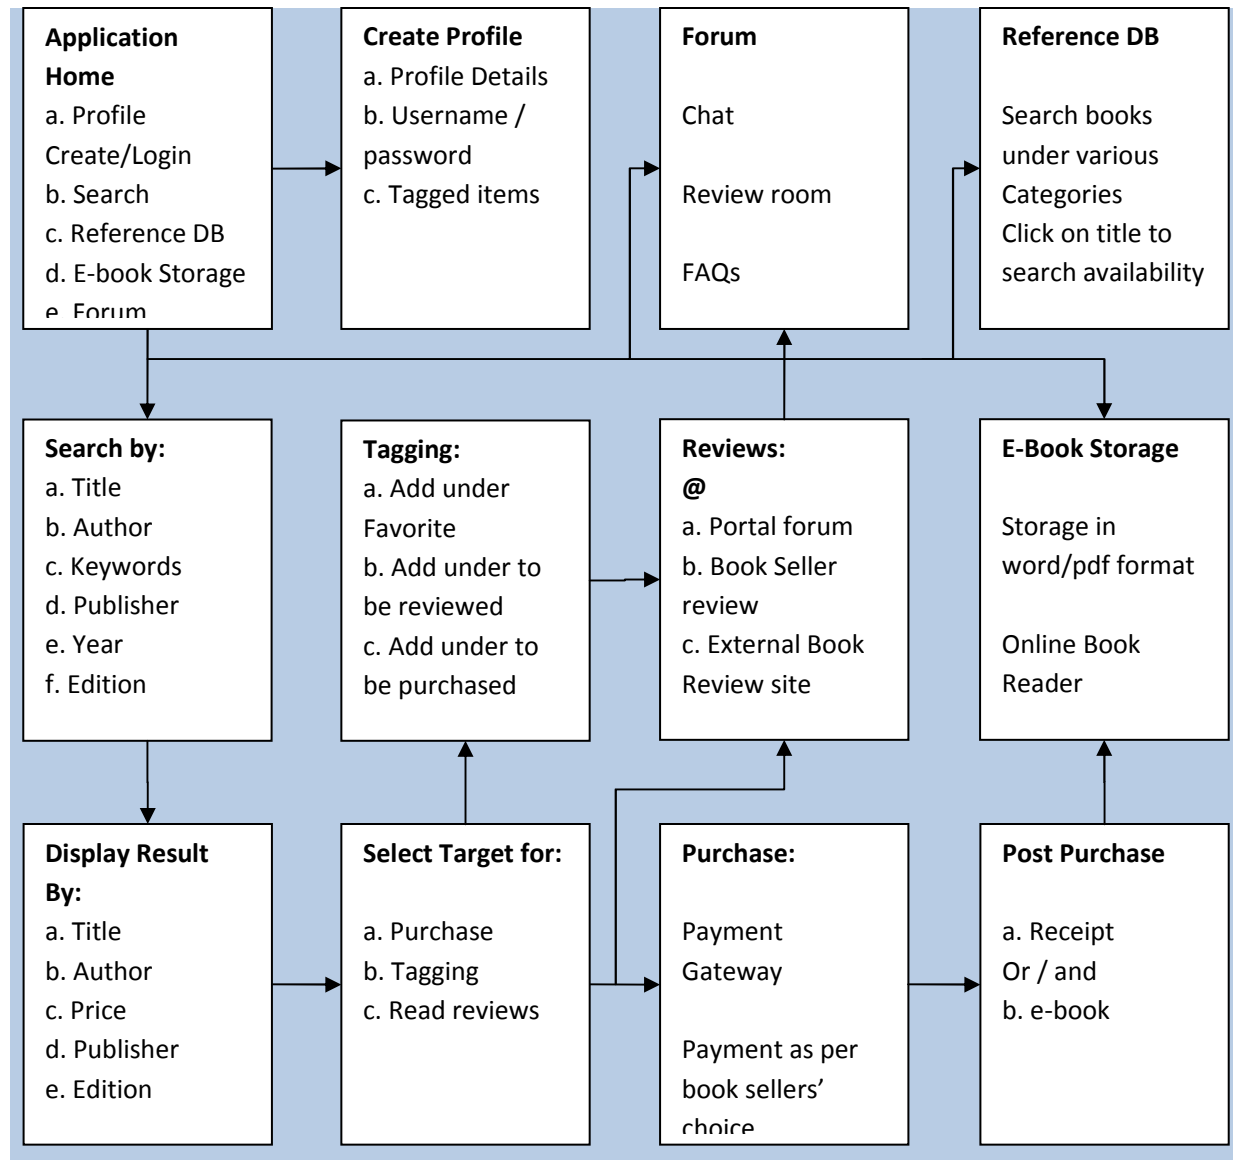 Application
Home
a. Profile
Create/Login
b. Search
c. Reference DB
d. E-book Storage
e. Forum
Create Profile
a. Profile Details
b. Username /
password
c. Tagged items
Forum
Chat
Review room
FAQs
Reference DB
Search books
under various
Categories
Click on title to
search availability
Search by:
a. Title
b. Author
c. Keywords
d. Publisher
e. Year
f. Edition
Tagging:
a. Add under
Favorite
b. Add under to
be reviewed
c. Add under to
be purchased
Reviews:
@
a. Portal forum
b. Book Seller
review
c. External Book
Review site
E-Book Storage
Storage in
word/pdf format
Online Book
Reader
Display Result
By:
a. Title
b. Author
c. Price
d. Publisher
e. Edition
Select Target for:
a. Purchase
b. Tagging
c. Read reviews
Purchase:
Payment
Gateway
Payment as per
book sellers’
choice
Post Purchase
a. Receipt
Or / and
b. e-book